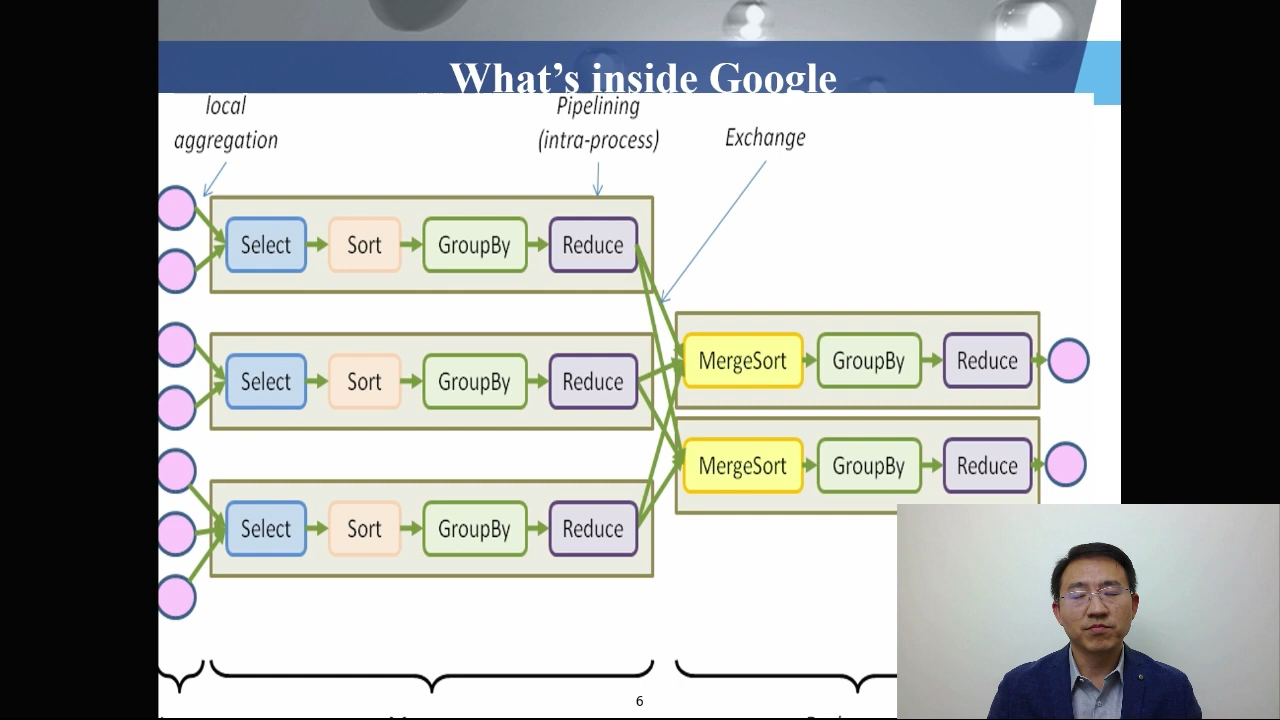 What's inside Google
local
aggregation
Pipelining
(intra-process)
Exchange
Select
Sort
GroupBy
Reduce
Select
Sort
GroupBy
Reduce
MergeSort
GroupBy
Reduce
MergeSort
GroupBy
Reduce
Select
Sort
GroupBy
Reduce
6